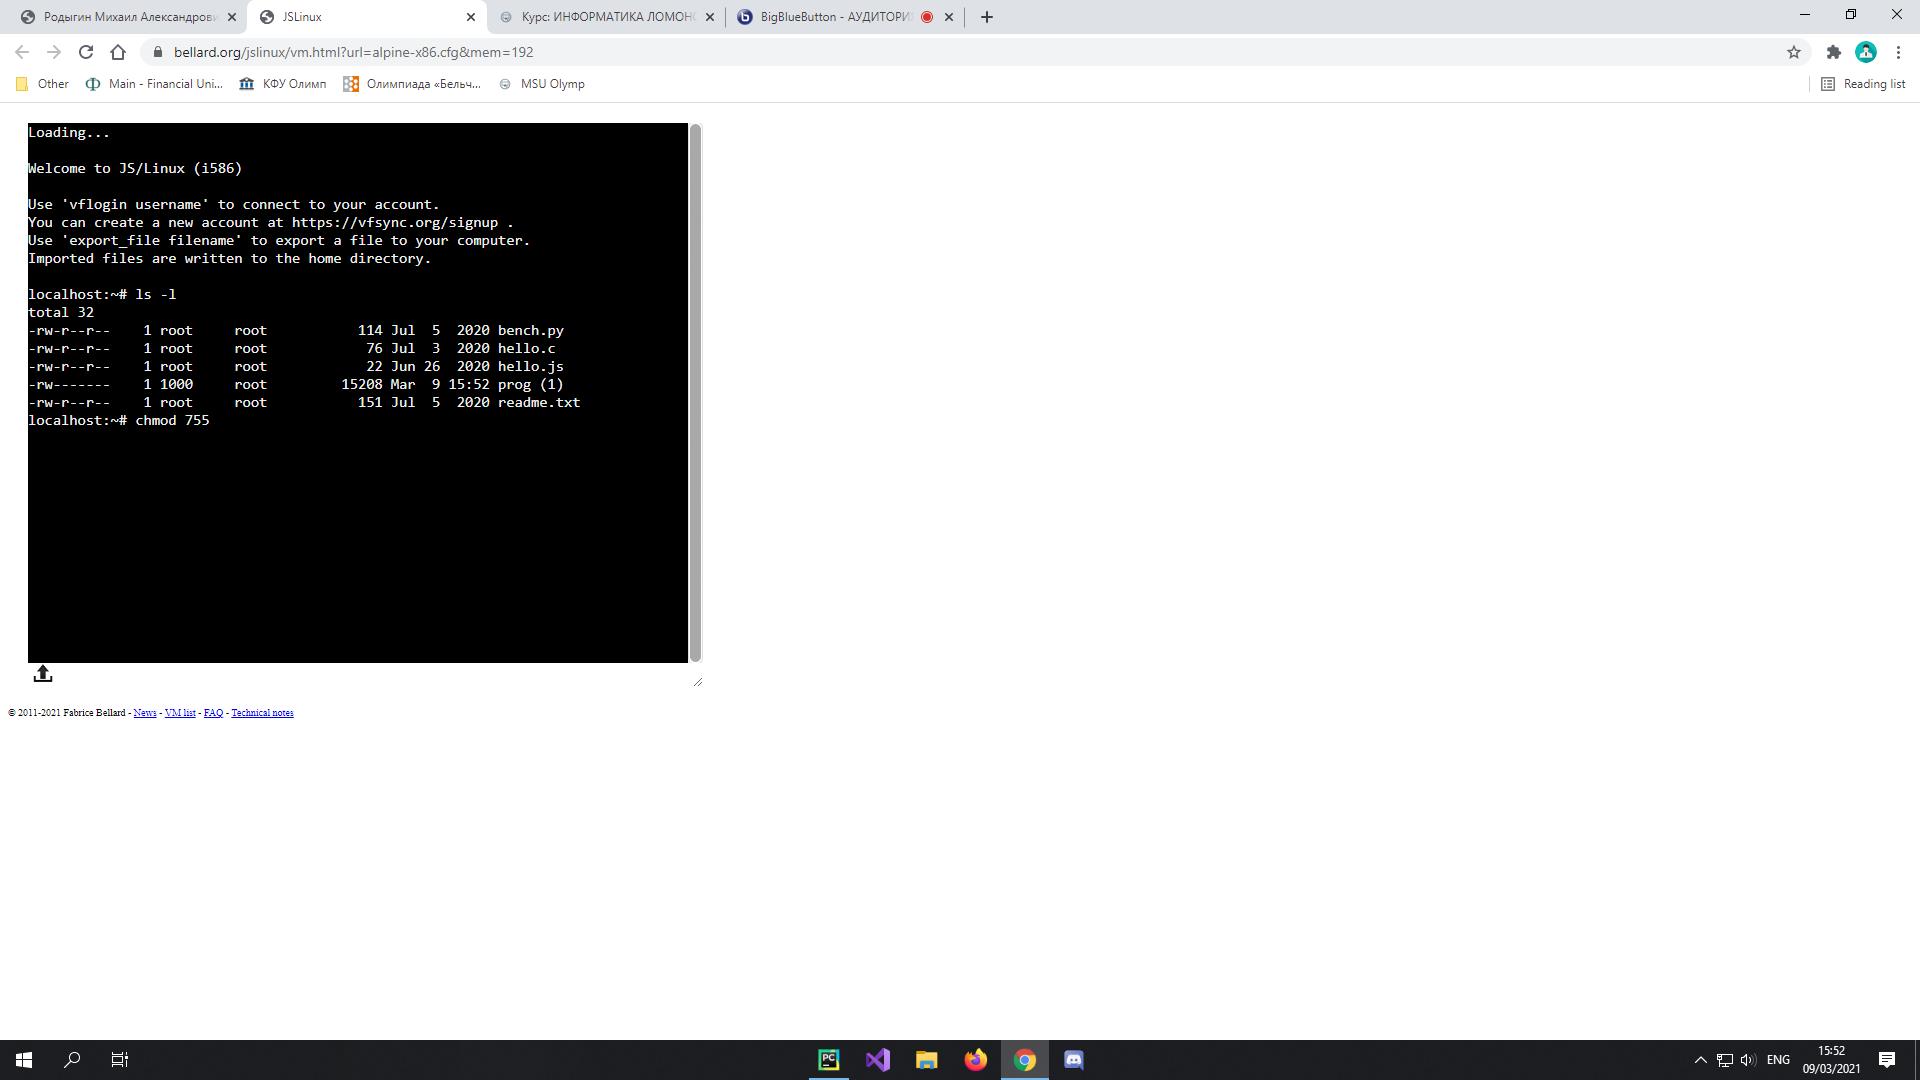 Родыгин Михаил Александрови
JSLinux
Курс: ИНФОРМАТИКА ЛОМОНО
BigBlueButton - АУДИТОРИЯ
bellard.org/jslinux/vm.html?url=alpine-x86.cfg&mem=192
Other
Main - Financial Uni...
КФУ Олимп
Олимпиада «Бельч...
MSU Olymp
Reading list
Loading...
Welcome to JS/Linux (i586)
Use 'vflogin username' to connect to your account.
You can create a new account at https://vfsync.org/signup .
Use 'export_file filename' to export a file to your computer.
Imported files are written to the home directory.
localhost:~# ls -l
total 32
-rw-r--r--    1 root     root           114 Jul  5  2020 bench.py
-rw-r--r--    1 root     root            76 Jul  3  2020 hello.c
-rw-r--r--    1 root     root            22 Jun 26  2020 hello.js
-rw-------    1 1000     root         15208 Mar  9 15:52 prog (1)
-rw-r--r--    1 root     root           151 Jul  5  2020 readme.txt
localhost:~# chmod 755
© 2011-2021 Fabrice Bellard - News - VM list - FAQ - Technical notes
PC
ENG
15:52
09/03/2021